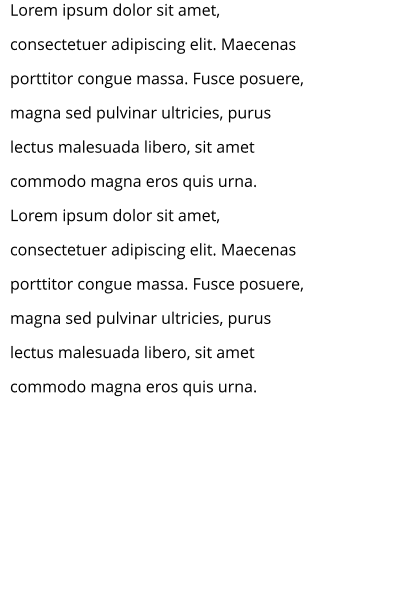 Lorem ipsum dolor sit amet,
consectetuer adipiscing elit. Maecenas
porttitor congue massa. Fusce posuere,
magna sed pulvinar ultricies, purus
lectus malesuada libero, sit amet
commodo magna eros quis urna.
Lorem ipsum dolor sit amet,
consectetuer adipiscing elit. Maecenas
porttitor congue massa. Fusce posuere,
magna sed pulvinar ultricies, purus
lectus malesuada libero, sit amet
commodo magna eros quis urna.